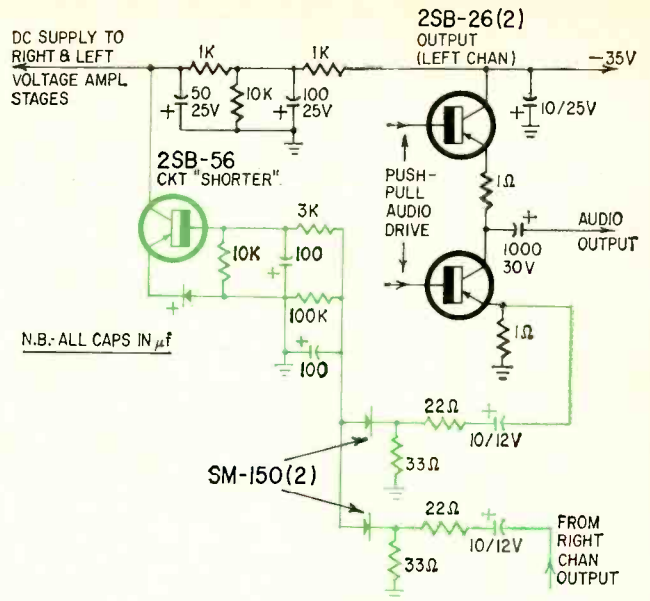 2SB-26(2)
OUTPUT
(LEFT CHAN)
DC SUPPLY TO
RIGHT & LEFT
VOLTAGE AMPL
STAGES
1K
1K
-35V
50
25V
10K
100
25V
10/25V
2SB-56
CKT "SHORTER"
PUSH-
PULL
AUDIO
DRIVE
1Ω
3K
AUDIO
OUTPUT
10K
100
1000
30V
100K
1Ω
N.B.-ALL CAPS IN µf
100
22Ω
10/12V
33Ω
SM-150(2)
22Ω
10/12V
FROM
RIGHT
CHAN
OUTPUT
33Ω